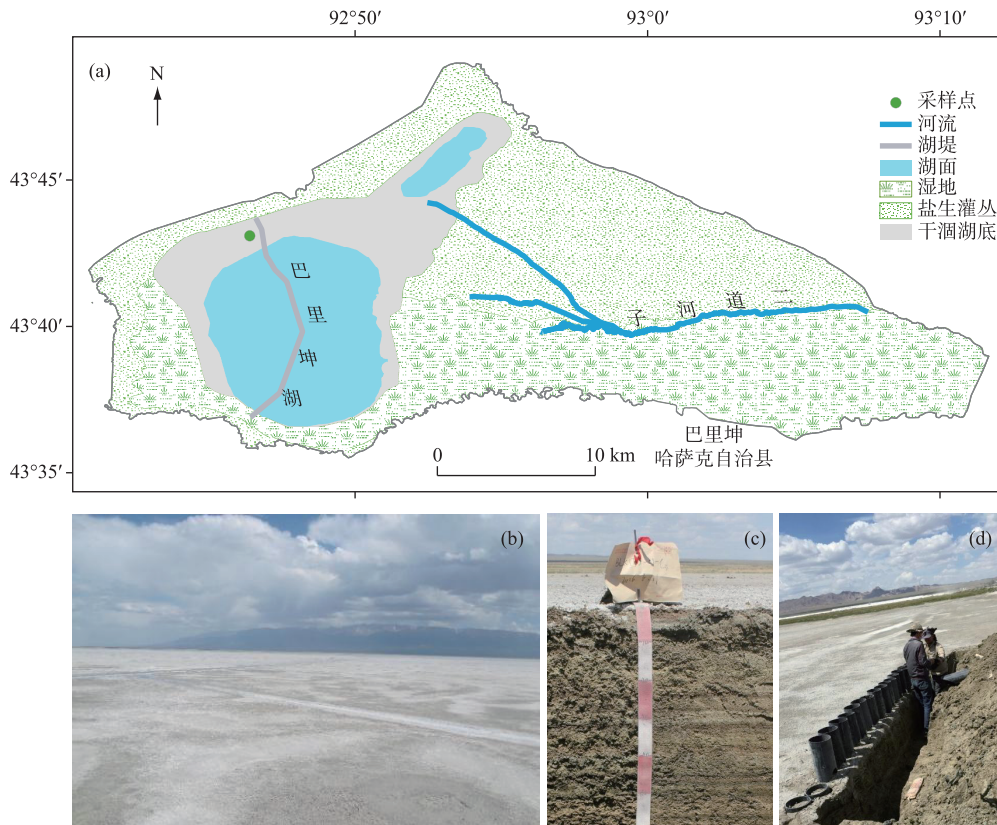 92°50′ 93°0′ 93°10′
(a)
N
采样点
河流
湖堤
湖面
湿地
盐生灌丛
干涸湖底
43°45′
43°40′
43°35′
巴
里
坤
湖
子 河 道 二
巴里坤
哈萨克自治县
0 10 km
(b)
(c)
(d)